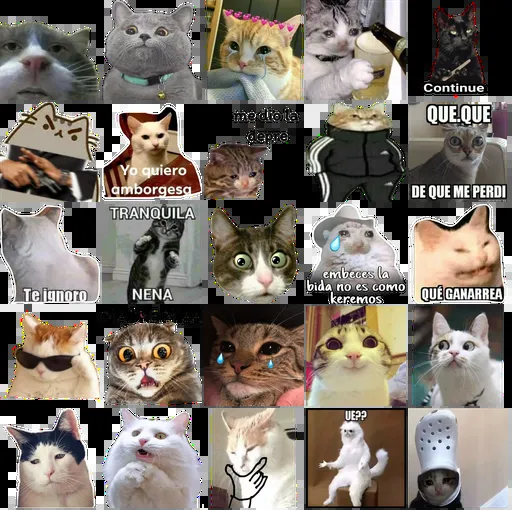 Continue
me dio la
depre
Yo quiero
amborgesa
QUE QUE
DE QUE ME PERDI
Te ignoro
TRANQUILA
NENA
embeces la
bida no es como
keremos
QUÉ GANARREA
UE??